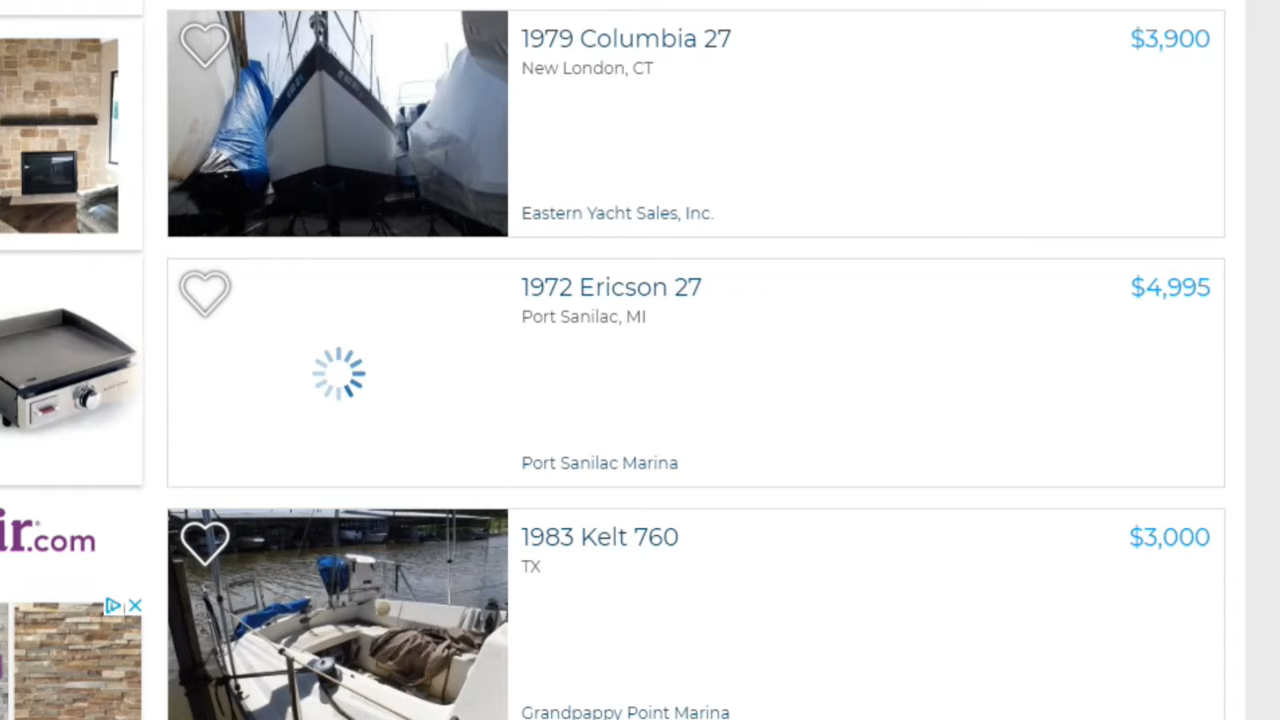 1979 Columbia 27
$3,900
New London, CT
Eastern Yacht Sales, Inc.
1972 Ericson 27
$4,995
Port Sanilac, MI
Port Sanilac Marina
ir.com
1983 Kelt 760
$3,000
TX
Grandpappy Point Marina